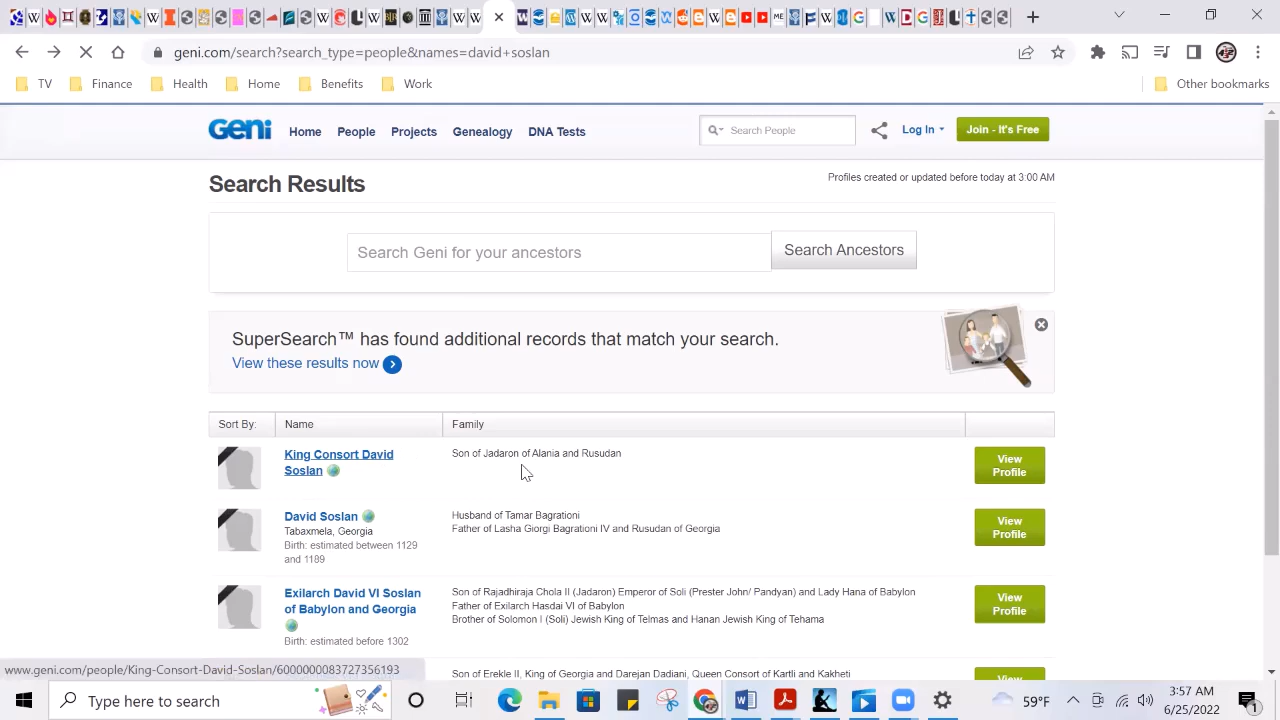 geni.com/search?search_type=people&names=david+soslan
TV
Finance
Health
Home
Benefits
Work
Other bookmarks
Geni
Home
People
Projects
Genealogy
DNA Tests
Search People
Log In
Join - It's Free
Search Results
Profiles created or updated before today at 3:00 AM
Search Geni for your ancestors
Search Ancestors
SuperSearch™ has found additional records that match your search.
View these results now
Sort By:
Name
Family
King Consort David
Soslan
Son of Jadaron of Alania and Rusudan
View
Profile
David Soslan
Tabaxmela, Georgia
Birth: estimated between 1129
and 1189
Husband of Tamar Bagrationi
Father of Lasha Giorgi Bagrationi IV and Rusudan of Georgia
View
Profile
Exilarch David VI Soslan
of Babylon and Georgia
Birth: estimated before 1302
Son of Rajadhiraja Chola II (Jadaron) Emperor of Soli (Prester John/ Pandyan) and Lady Hana of Babylon
Father of Exilarch Hasdai VI of Babylon
Brother of Solomon I (Soli) Jewish King of Telmas and Hanan Jewish King of Tehama
View
Profile
Son of Erekle II, King of Georgia and Darejan Dadiani, Queen Consort of Kartli and Kakheti
View
www.geni.com/people/King-Consort-David-Soslan/6000000083727356193
Type here to search
59°F
3:57 AM
6/25/2022